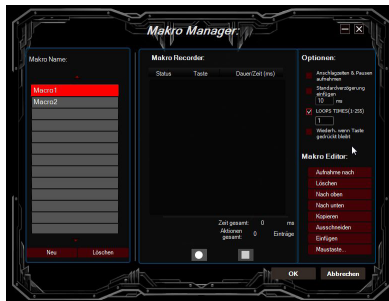 Makro Manager:
Makro Name:
Macro1
Macro2
Neu
Löschen
Makro Recorder:
Status Taste Dauer/Zeit (ms)
Zeit gesamt: 0 ms
Aktionen gesamt: 0 Einträge
Optionen:
Anschlagzeiten & Pausen
aufnehmen
Standardverzögerung
einfügen
10 ms
LOOPS TIMES(1-255)
1
Wiederh. wenn Taste
gedrückt bleibt
Makro Editor:
Aufnahme nach
Löschen
Nach oben
Nach unten
Kopieren
Ausschneiden
Einfügen
Maustaste...
OK
Abbrechen